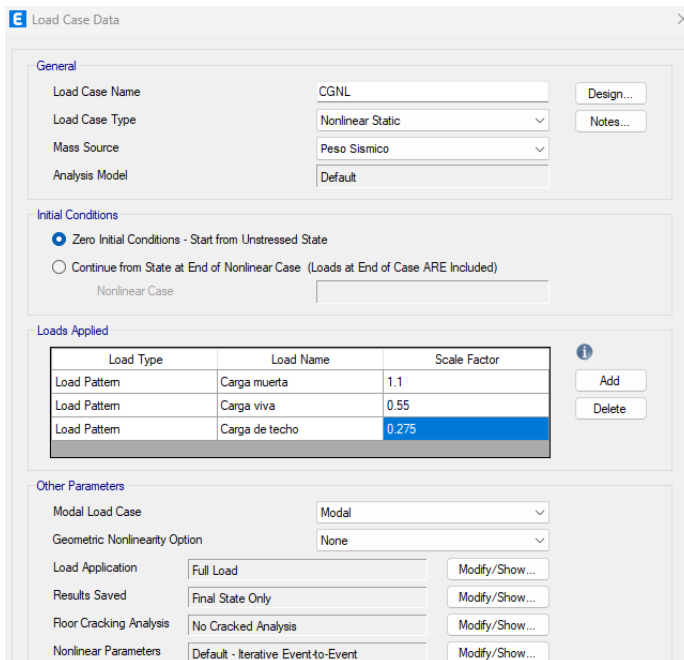 E Load Case Data
General
Load Case Name CGNL Design...
Load Case Type Nonlinear Static Notes...
Mass Source Peso Sismico
Analysis Model Default
Initial Conditions
Zero Initial Conditions - Start from Unstressed State
Continue from State at End of Nonlinear Case (Loads at End of Case ARE Included)
Nonlinear Case
Loads Applied
Load Type Load Name Scale Factor
Load Pattern Carga muerta 1.1 Add
Load Pattern Carga viva 0.55 Delete
Load Pattern Carga de techo 0.275
Other Parameters
Modal Load Case Modal
Geometric Nonlinearity Option None
Load Application Full Load Modify/Show...
Results Saved Final State Only Modify/Show...
Floor Cracking Analysis No Cracked Analysis Modify/Show...
Nonlinear Parameters Default - Iterative Event-to-Event Modify/Show...